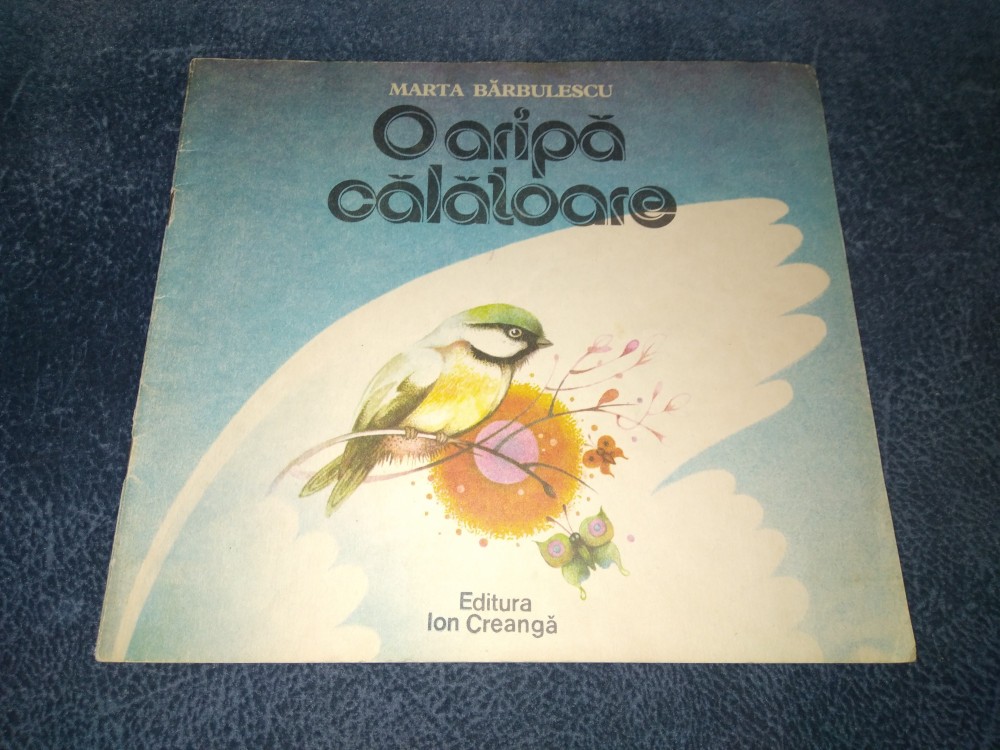 MARTA BĂRBULESCU
O aripă
călătoare
Editura
Ion Creangă